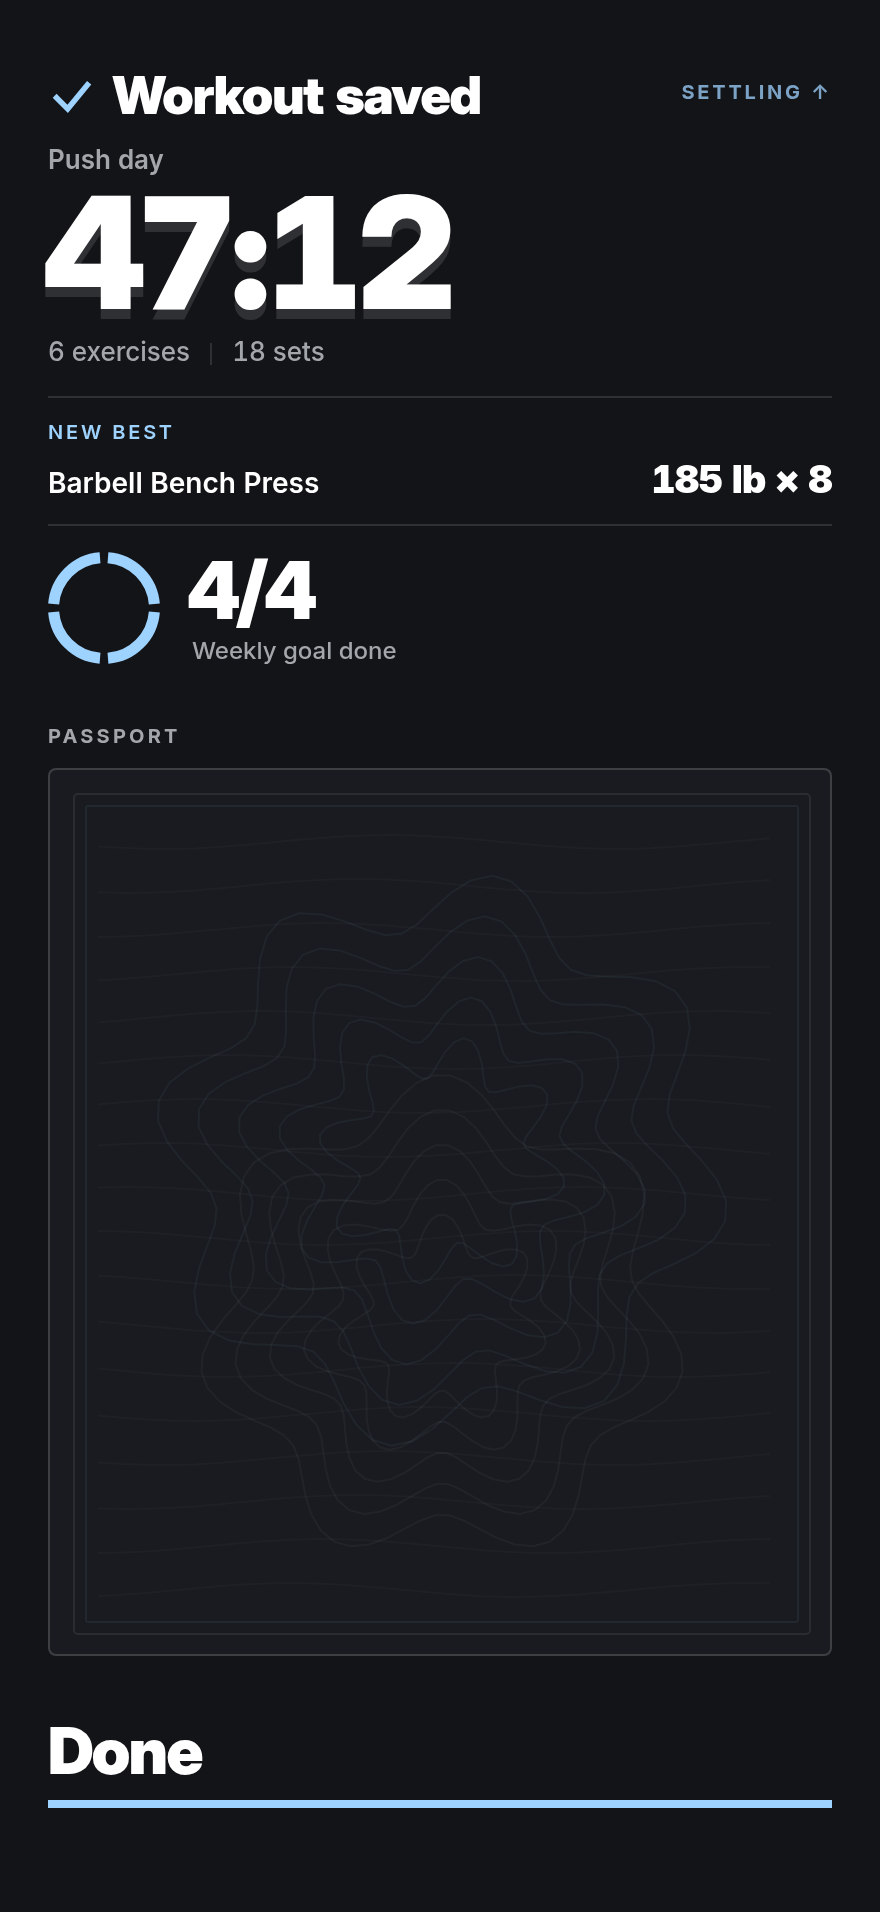 Workout saved
SETTLING ↑
Push day
47:12
6 exercises | 18 sets
NEW BEST
Barbell Bench Press
185 lb × 8
4/4
Weekly goal done
PASSPORT
Done